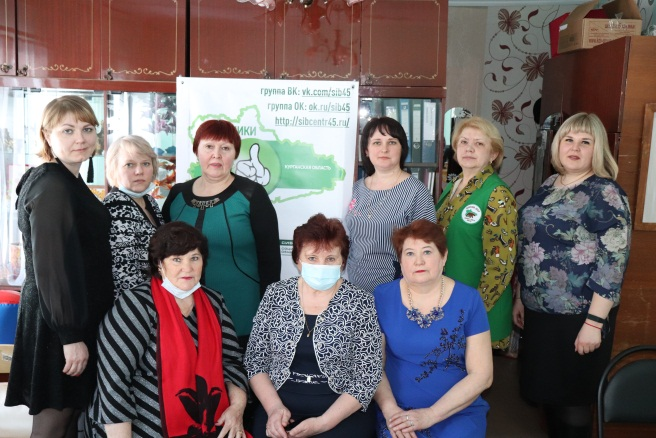 группа ВК: vk.com/sib45
группа ОК: ok.ru/sib45
http://sibcentr45.ru/
ИКИ
КУРГАНСКАЯ ОБЛАСТЬ